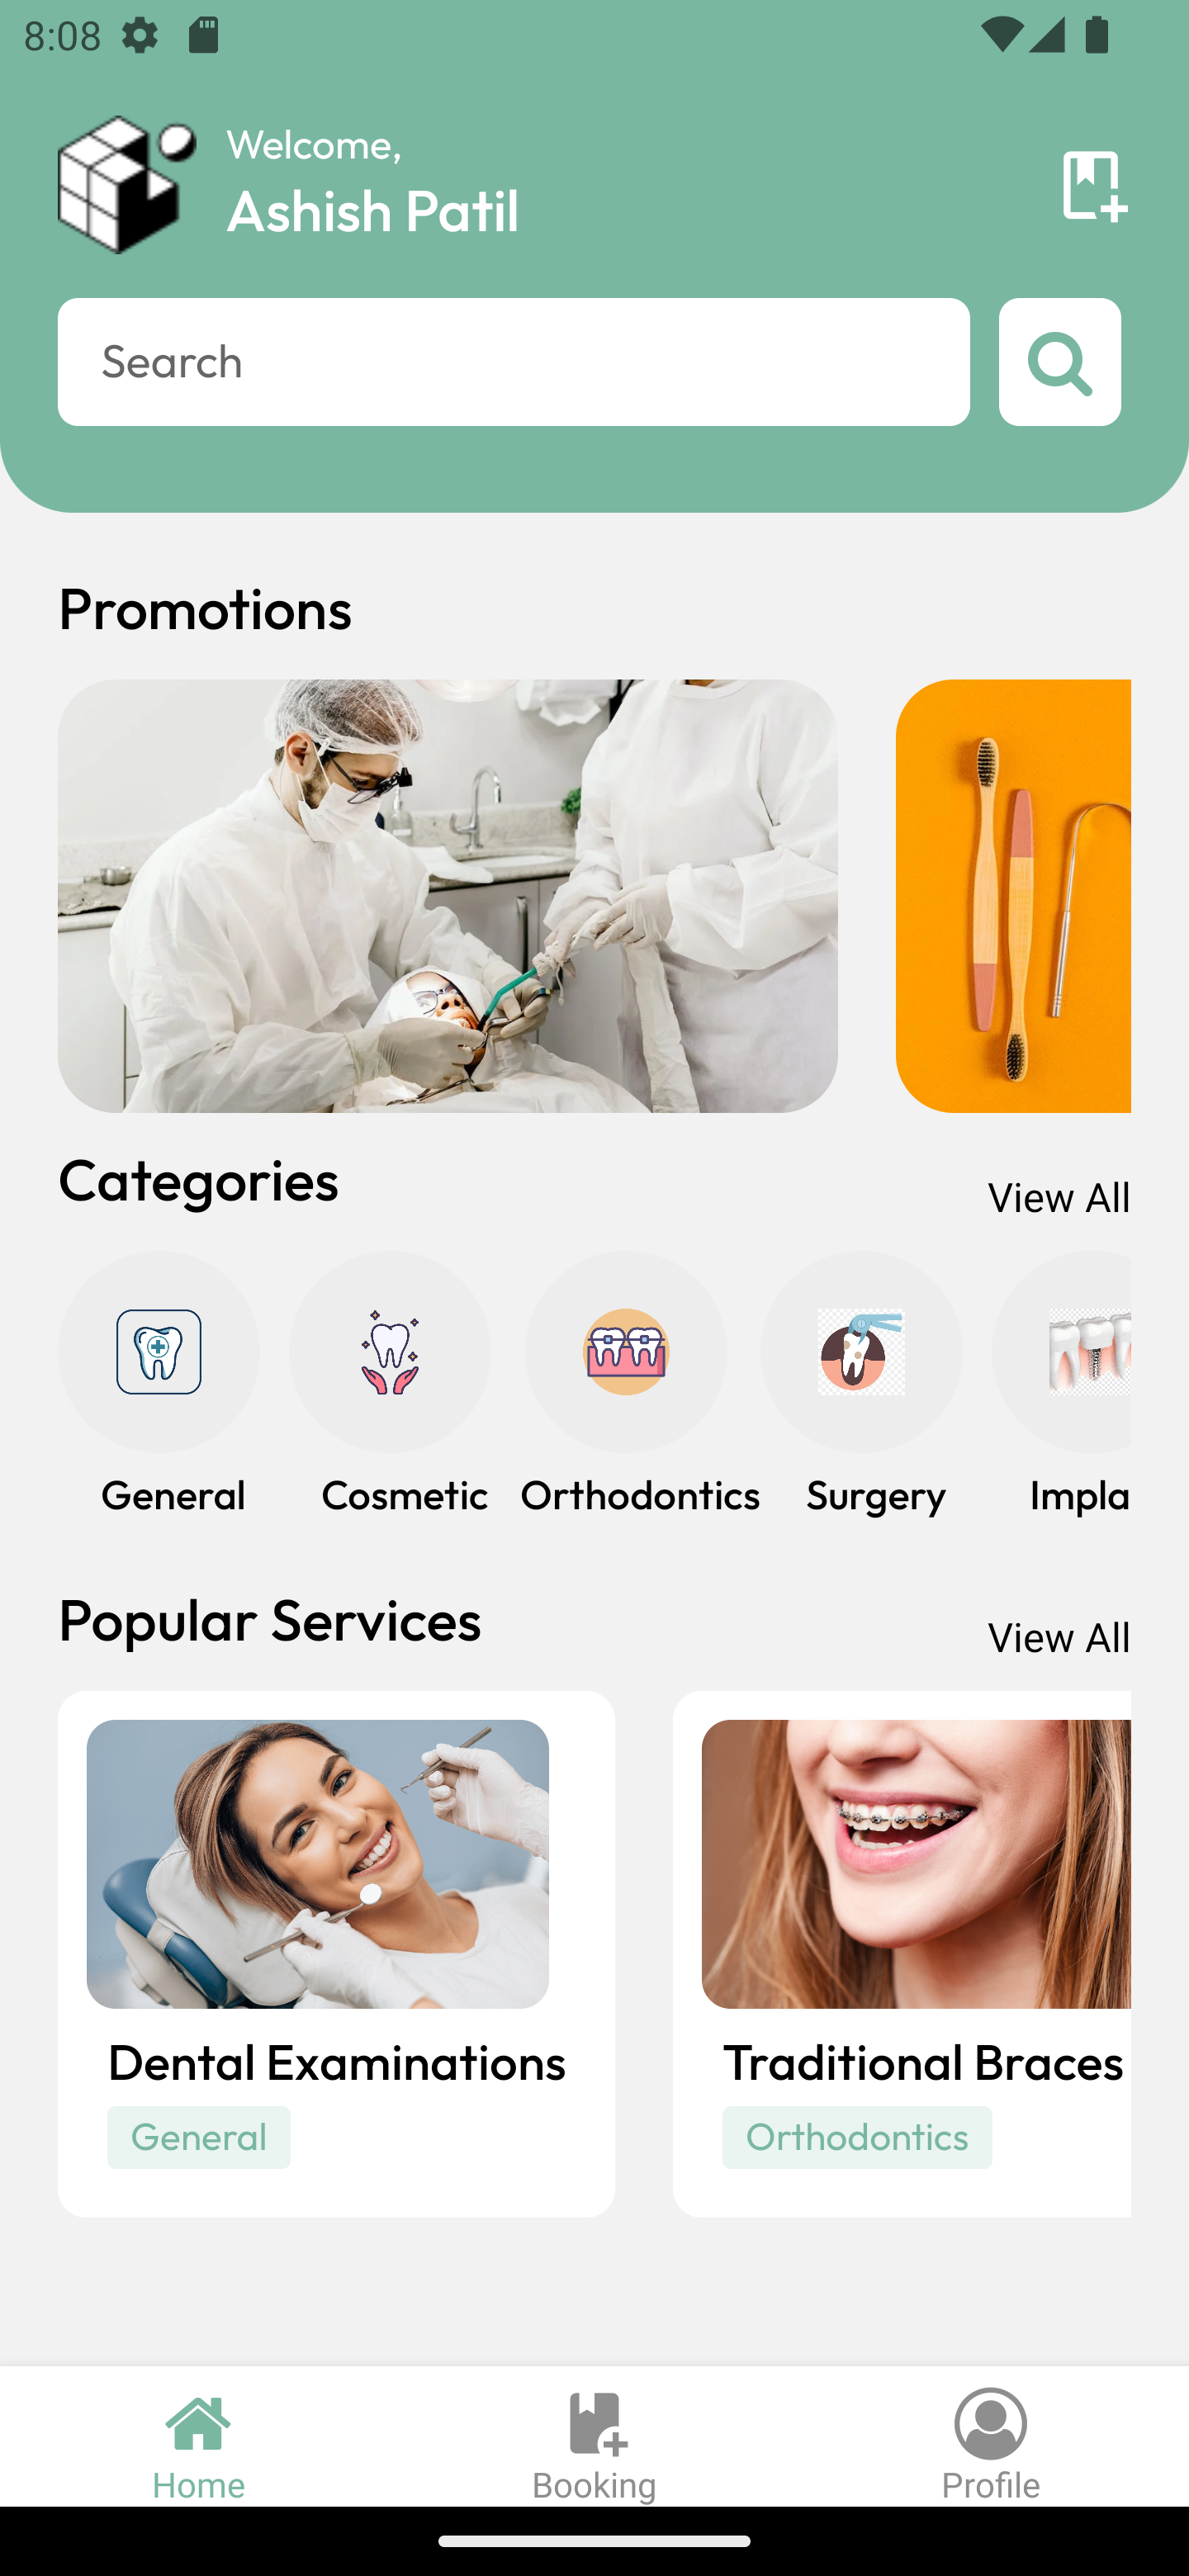 8:08
Welcome,
Ashish Patil
Search
Promotions
Categories
View All
General
Cosmetic
Orthodontics
Surgery
Impla
Popular Services
View All
Dental Examinations
Traditional Braces
General
Orthodontics
Home
Booking
Profile